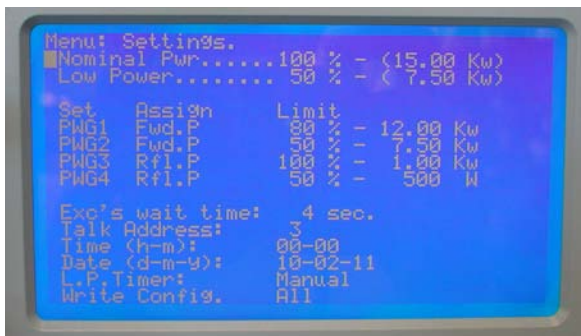 Menu: Settings.
Nominal Pwr......100 % - (15.00 Kw)
Low Power........ 50 % - ( 7.50 Kw)
Set Assign Limit
PWG1 Fwd.P 80 % - 12.00 Kw
PWG2 Fwd.P 50 % - 7.50 Kw
PWG3 Rfl.P 100 % - 1.00 Kw
PWG4 Rfl.P 50 % - 500 W
Exc's wait time: 4 sec.
Talk Address: 3
Time (h-m): 00-00
Date (d-m-y): 10-02-11
L.P.Timer: Manual
Write Config. All